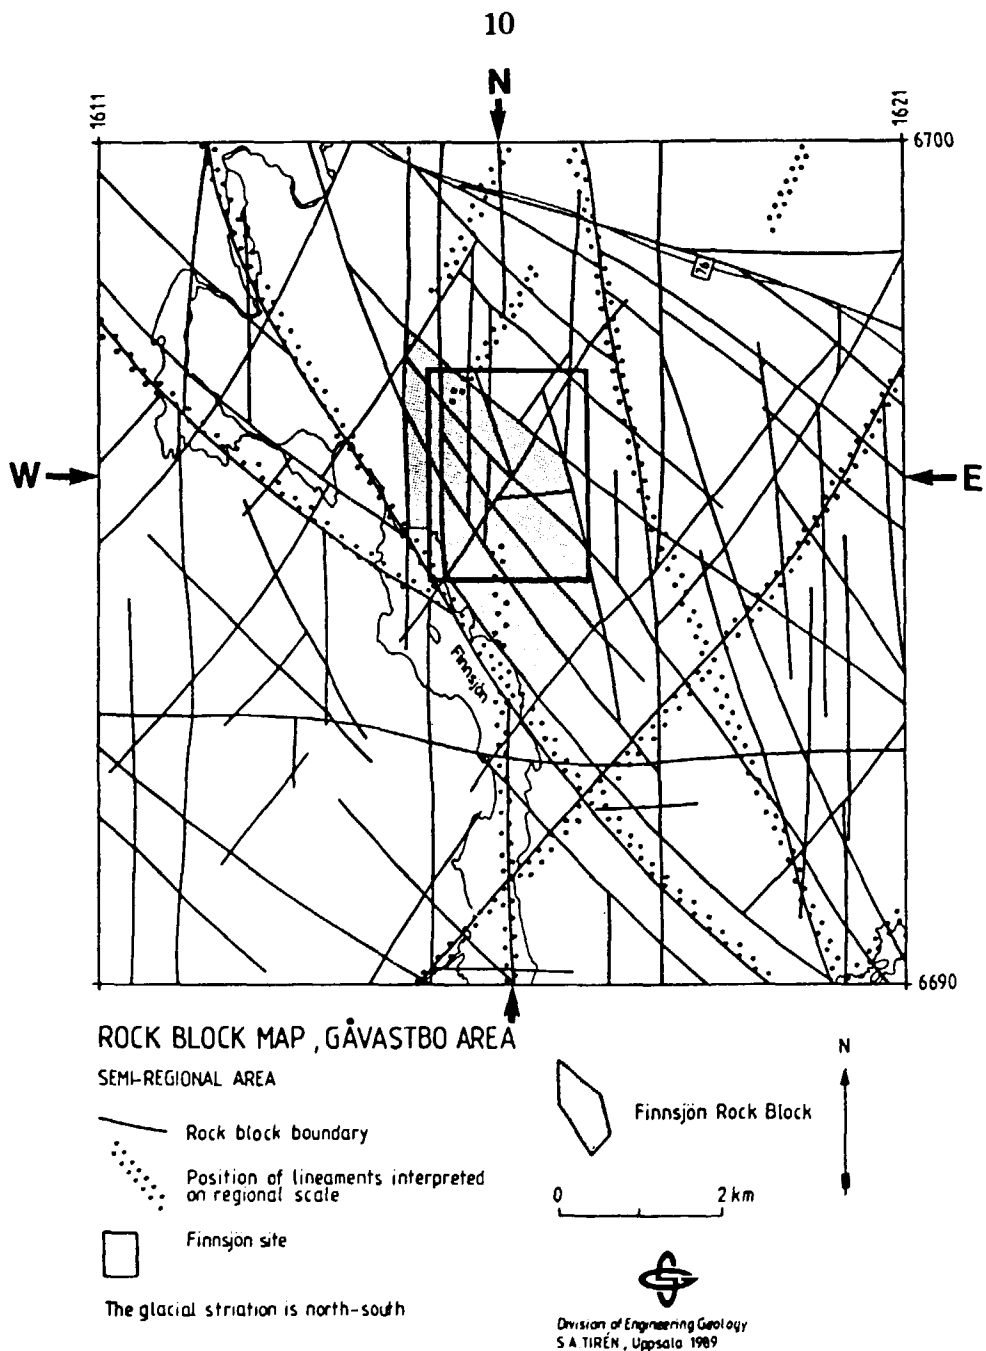 10
N
1611
1621
6700
76
W
E
Finnsjön
6690
ROCK BLOCK MAP, GÅVASTBO AREA
SEMI-REGIONAL AREA
Rock block boundary
Position of lineaments interpreted
on regional scale
Finnsjön site
The glacial striation is north-south
Finnsjön Rock Block
N
0 2 km
Division of Engineering Geology
S A TIRÉN, Uppsala 1989